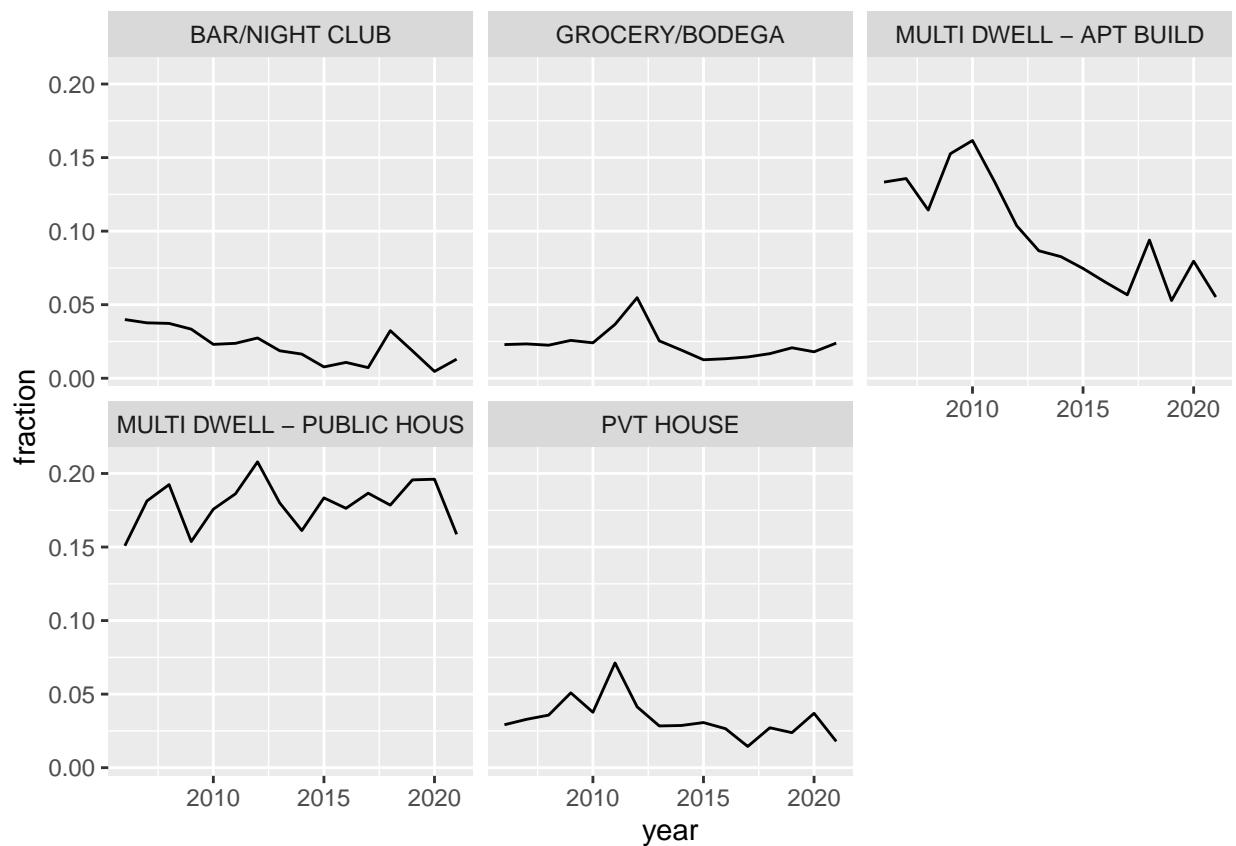 BAR/NIGHT CLUB
GROCERY/BODEGA
MULTI DWELL – APT BUILD
0.20
0.15
0.10
0.05
0.00
2010 2015 2020
MULTI DWELL – PUBLIC HOUS
PVT HOUSE
0.20
0.15
0.10
0.05
0.00
2010 2015 2020
2010 2015 2020
fraction
year